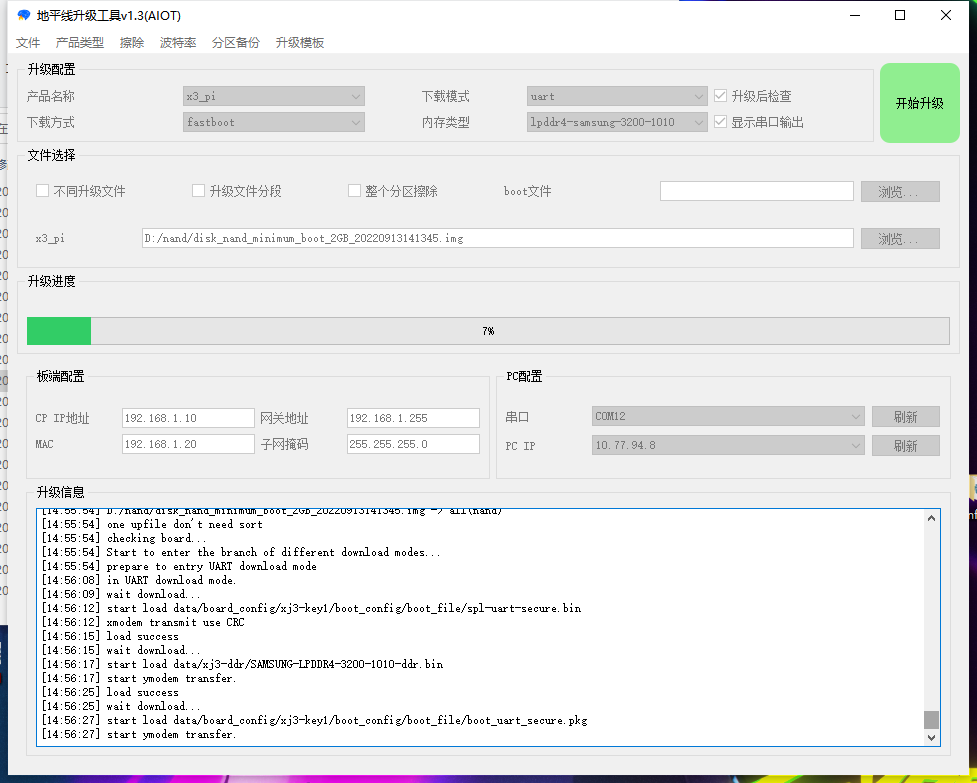 地平线升级工具v1.3(AIOT)
文件 产品类型 擦除 波特率 分区备份 升级模板
升级配置
产品名称 x3_pi 下载模式 uart 升级后检查
下载方式 fastboot 内存类型 lpddr4-samsung-3200-1010 显示串口输出
开始升级
文件选择
不同升级文件 升级文件分段 整个分区擦除 boot文件 浏览...
x3_pi D:/nand/disk_nand_minimum_boot_2GB_20220913141345.img 浏览...
升级进度
7%
板端配置
CP IP地址 192.168.1.10 网关地址 192.168.1.255
MAC 192.168.1.20 子网掩码 255.255.255.0
PC配置
串口 COM12 刷新
PC IP 10.77.94.8 刷新
升级信息
[14:55:54] D:/nand/disk_nand_minimum_boot_2GB_20220913141345.img -> all(nand)
[14:55:54] one upfile don't need sort
[14:55:54] checking board...
[14:55:54] Start to enter the branch of different download modes...
[14:55:54] prepare to entry UART download mode
[14:56:08] in UART download mode.
[14:56:09] wait download...
[14:56:12] start load data/board_config/xj3-key1/boot_config/boot_file/spl-uart-secure.bin
[14:56:12] xmodem transmit use CRC
[14:56:15] load success
[14:56:15] wait download...
[14:56:17] start load data/xj3-ddr/SAMSUNG-LPDDR4-3200-1010-ddr.bin
[14:56:17] start ymodem transfer.
[14:56:25] load success
[14:56:25] wait download...
[14:56:27] start load data/board_config/xj3-key1/boot_config/boot_file/boot_uart_secure.pkg
[14:56:27] start ymodem transfer.